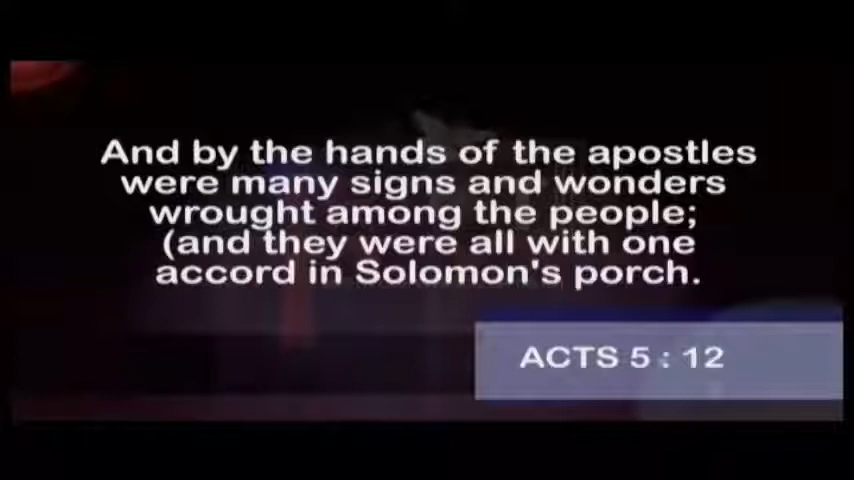 And by the hands of the apostles
were many signs and wonders
wrought among the people;
(and they were all with one
accord in Solomon's porch.
ACTS 5 : 12